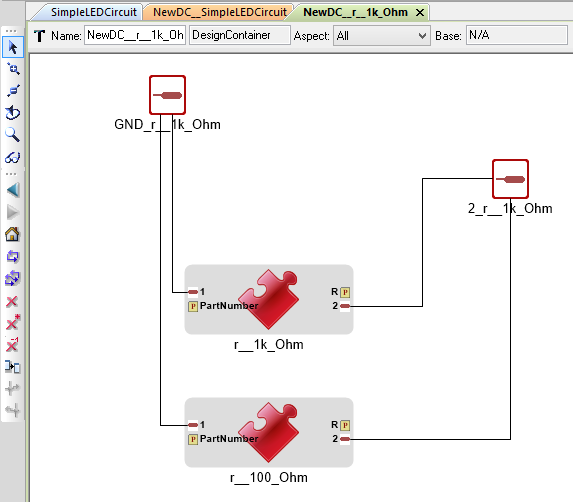 SimpleLEDCircuit NewDC__SimpleLEDCircuit NewDC__r__1k_Ohm ×
T Name: NewDC__r__1k_Oh DesignContainer Aspect: All Base: N/A
GND_r__1k_Ohm
2_r__1k_Ohm
1 R P
P PartNumber 2
r__1k_Ohm
1 R P
P PartNumber 2
r__100_Ohm